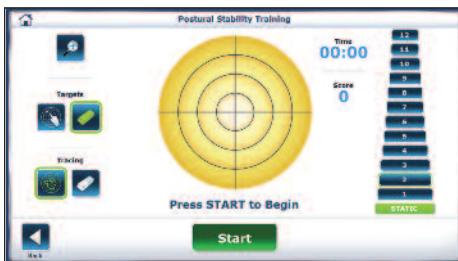 Postural Stability Training
Time
00:00
Score
0
Targets
Tracing
12
11
10
9
8
7
6
5
4
3
2
1
STATIC
Press START to Begin
Start
Back